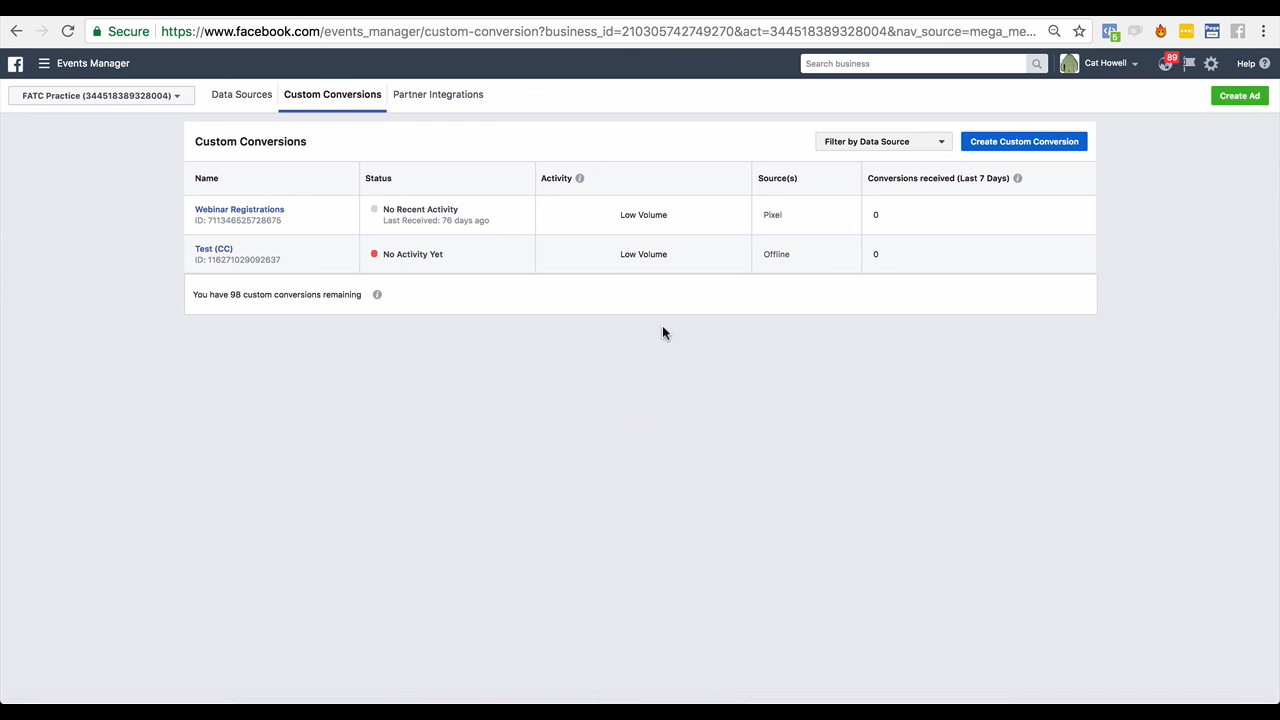 Secure
https://www.facebook.com/events_manager/custom-conversion?business_id=210305742749270&act=344518389328004&nav_source=mega_me...
5
Events Manager
Search business
Cat Howell
89
Help
FATC Practice (344518389328004)
Data Sources
Custom Conversions
Partner Integrations
Create Ad
Custom Conversions
Filter by Data Source
Create Custom Conversion
Name
Status
Activity
Source(s)
Conversions received (Last 7 Days)
Webinar Registrations
ID: 711346525728675
No Recent Activity
Last Received: 76 days ago
Low Volume
Pixel
0
Test (CC)
ID: 116271029092637
No Activity Yet
Low Volume
Offline
0
You have 98 custom conversions remaining